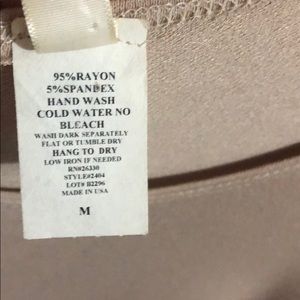 95%RAYON
5%SPANDEX
HAND WASH
COLD WATER NO
BLEACH
WASH DARK SEPARATELY
FLAT OR TUMBLE DRY
HANG TO DRY
LOW IRON IF NEEDED
RN#26330
STYLE#2404
LOT# B2296
MADE IN USA
M